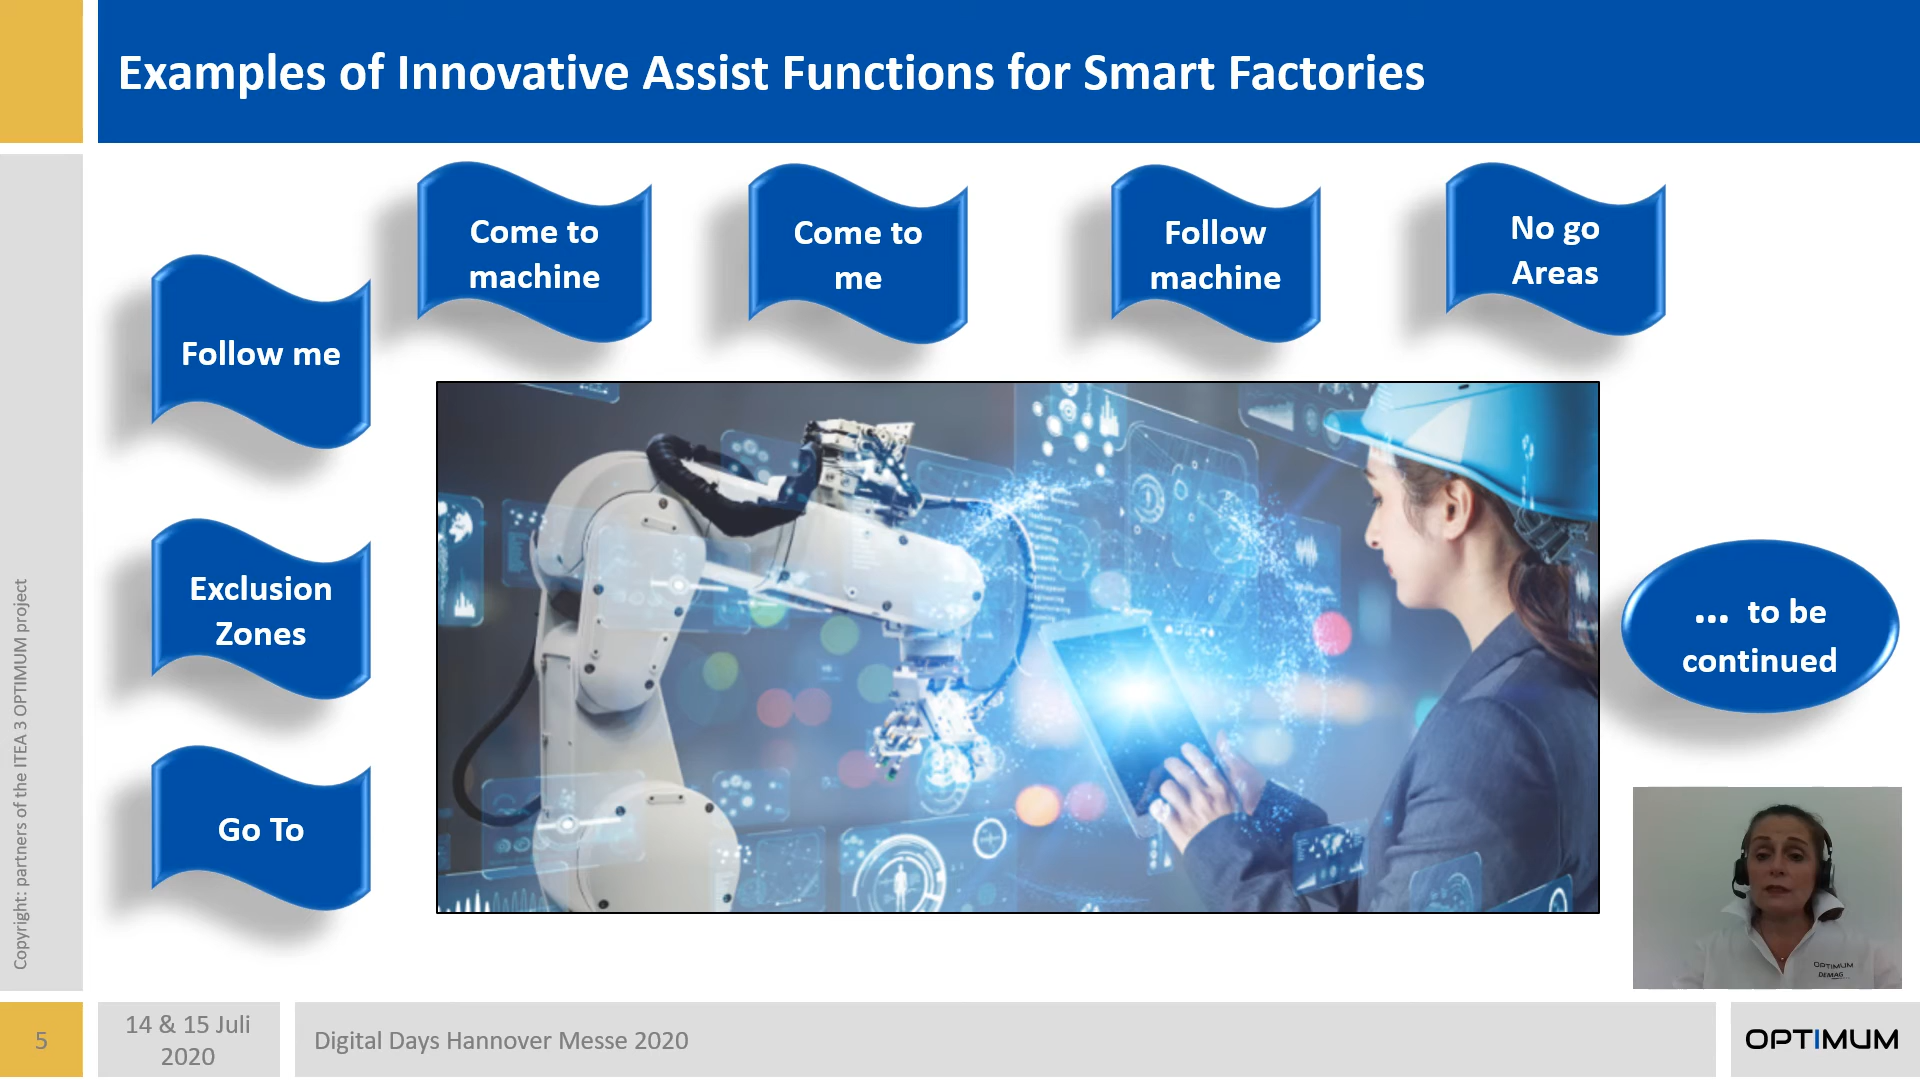 Examples of Innovative Assist Functions for Smart Factories
Come to
machine
Come to
me
Follow
machine
No go
Areas
Follow me
Exclusion
Zones
Go To
... to be
continued
Copyright: partners of the ITEA 3 OPTIMUM project
OPTIMUM
DEMAG
5
14 & 15 Juli
2020
Digital Days Hannover Messe 2020
OPTIMUM